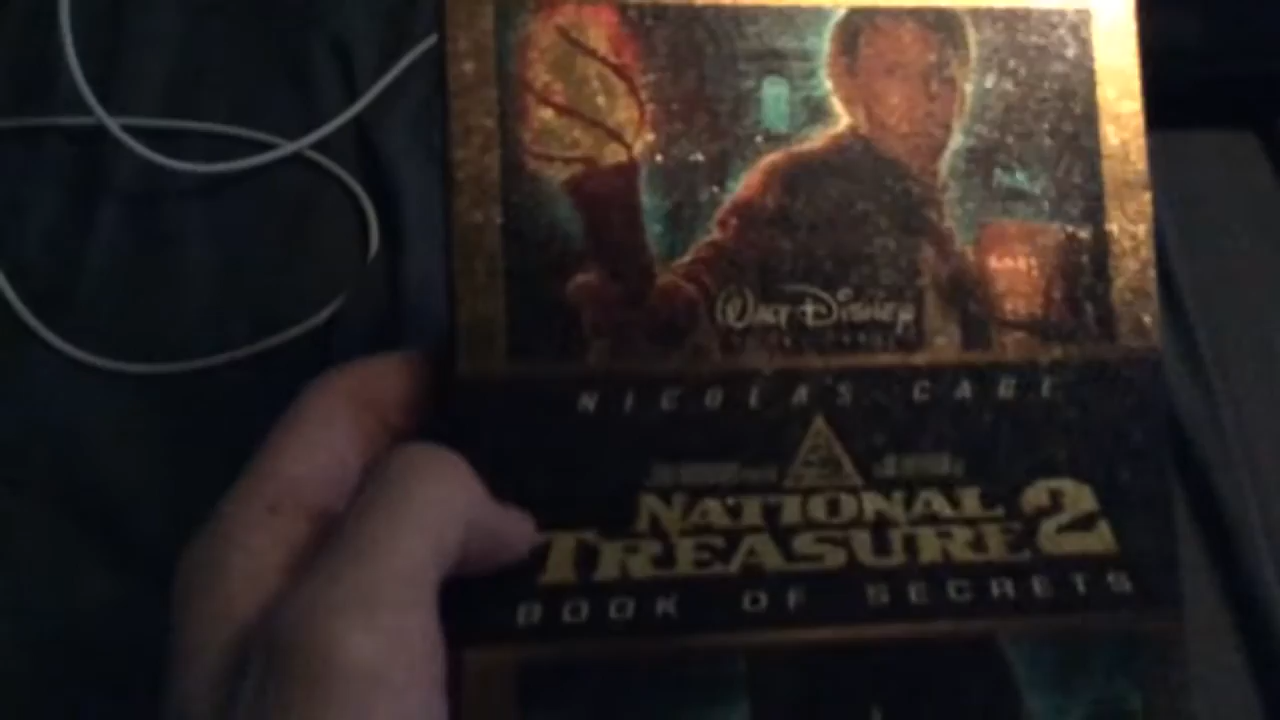 WALT DISNEY
NICOLAS CAGE
NATIONAL
TREASURE 2
BOOK OF SECRETS